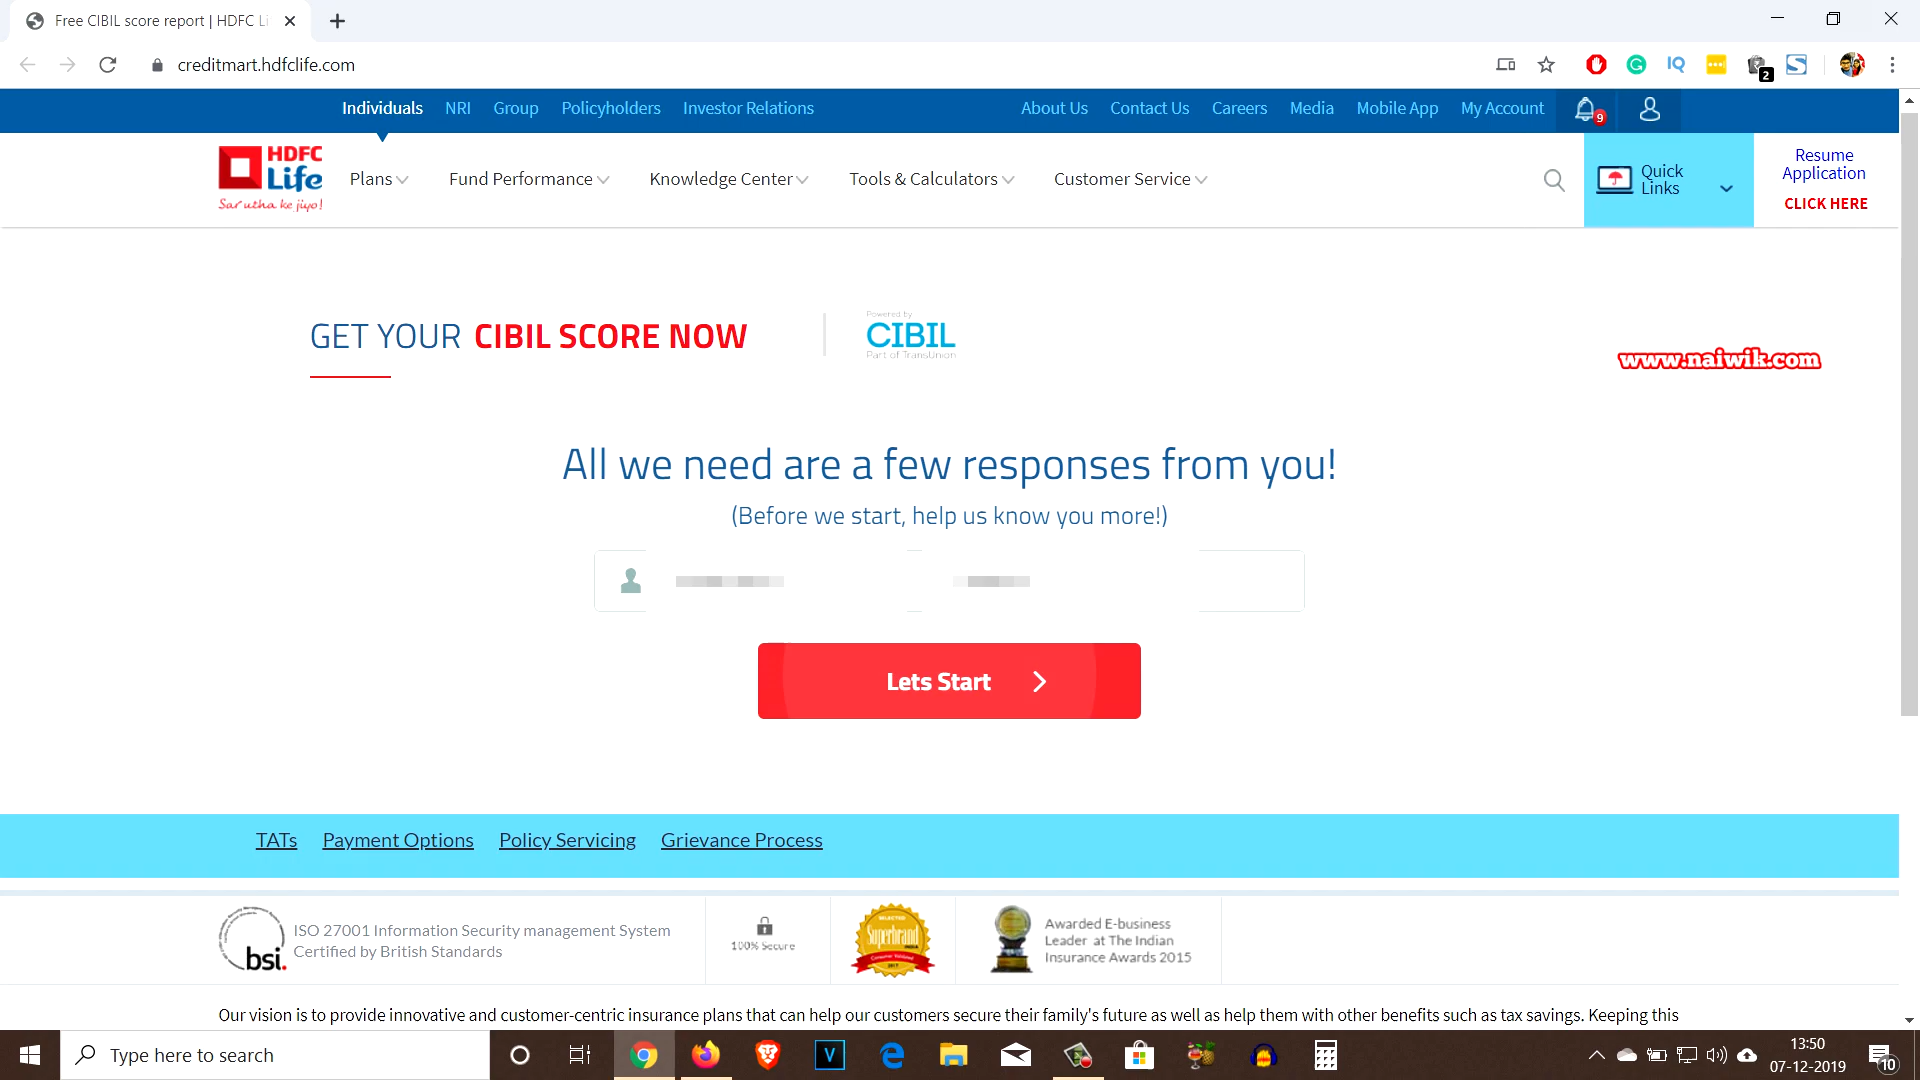 Free CIBIL score report | HDFC Li
creditmart.hdfclife.com
2
Individuals NRI Group Policyholders Investor Relations About Us Contact Us Careers Media Mobile App My Account 9
HDFC
Life
Sar utha ke jiyo!
Plans Fund Performance Knowledge Center Tools & Calculators Customer Service
Quick
Links
Resume
Application
CLICK HERE
GET YOUR CIBIL SCORE NOW
Powered by
CIBIL
Part of TransUnion
www.naiwik.com
All we need are a few responses from you!
(Before we start, help us know you more!)
Lets Start
TATs Payment Options Policy Servicing Grievance Process
bsi.
ISO 27001 Information Security management System
Certified by British Standards
100% Secure
SELECTED
Superbrand
INDIA
Consumer Validated
Awarded E-business
Leader at The Indian
Insurance Awards 2015
Our vision is to provide innovative and customer-centric insurance plans that can help our customers secure their family's future as well as help them with other benefits such as tax savings. Keeping this
Type here to search
13:50
07-12-2019
10